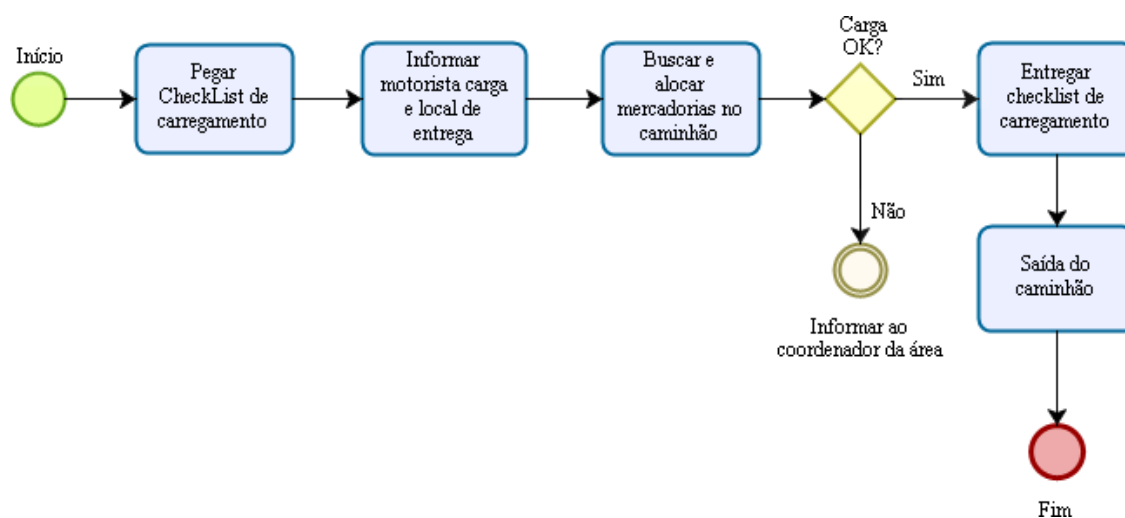 Início
Pegar
CheckList de
carregamento
Informar
motorista carga
e local de
entrega
Buscar e
alocar
mercadorias no
caminhão
Carga
OK?
Sim
Entregar
checklist de
carregamento
Não
Informar ao
coordenador da área
Saída do
caminhão
Fim